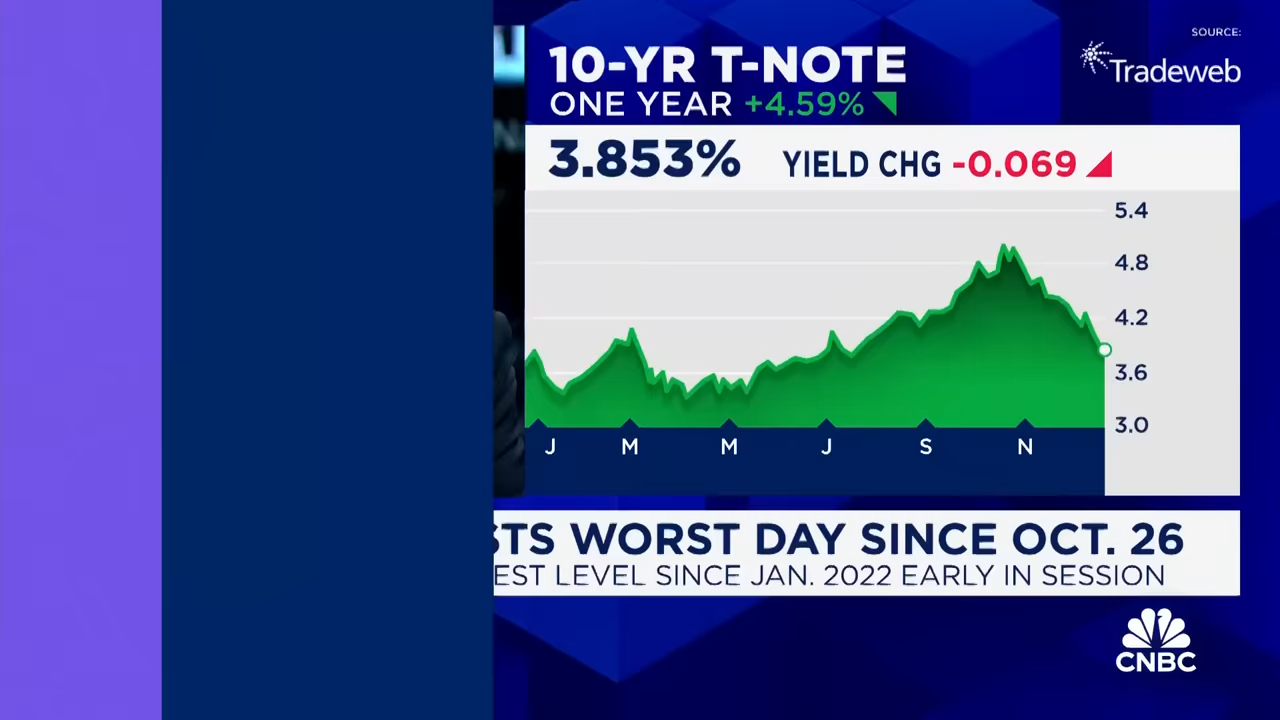 SOURCE:
Tradeweb
10-YR T-NOTE
ONE YEAR +4.59%
3.853% YIELD CHG -0.069
5.4
4.8
4.2
3.6
3.0
J M M J S N
WORST DAY SINCE OCT. 26
LEVEL SINCE JAN. 2022 EARLY IN SESSION
CNBC